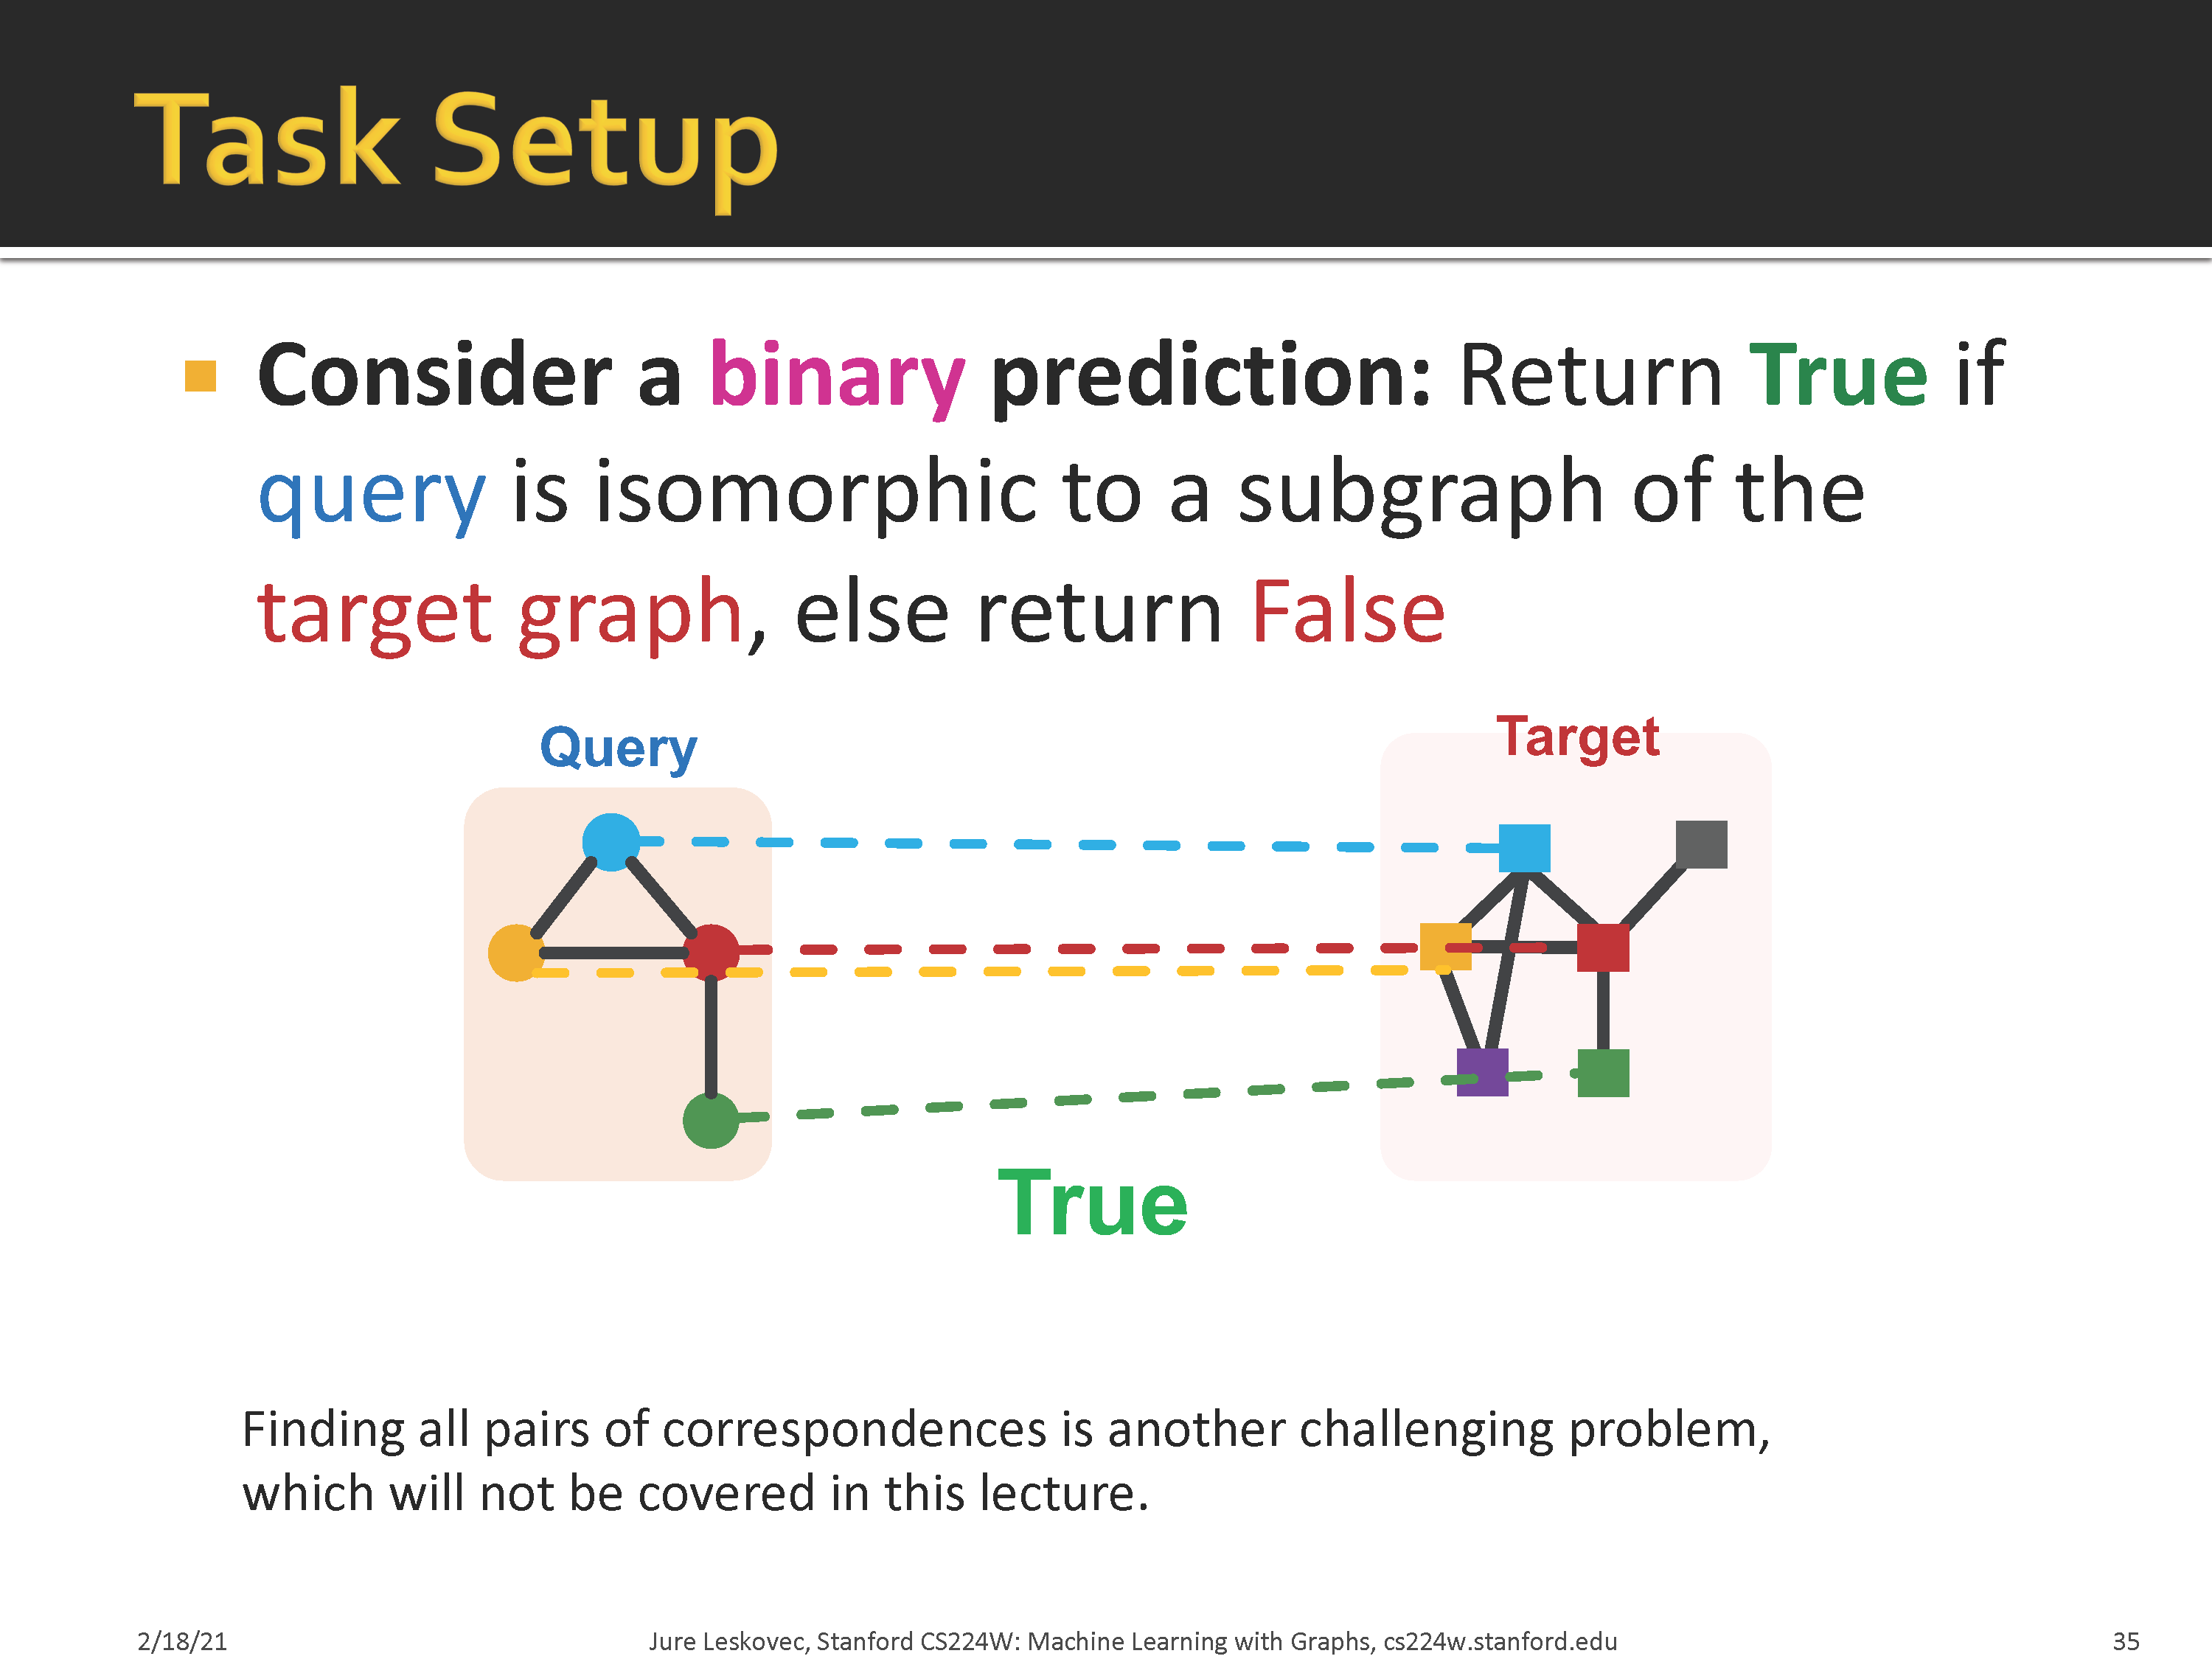 Task Setup
Consider a binary prediction: Return True if
query is isomorphic to a subgraph of the
target graph, else return False
Query
Target
True
Finding all pairs of correspondences is another challenging problem,
which will not be covered in this lecture.
2/18/21
Jure Leskovec, Stanford CS224W: Machine Learning with Graphs, cs224w.stanford.edu
35